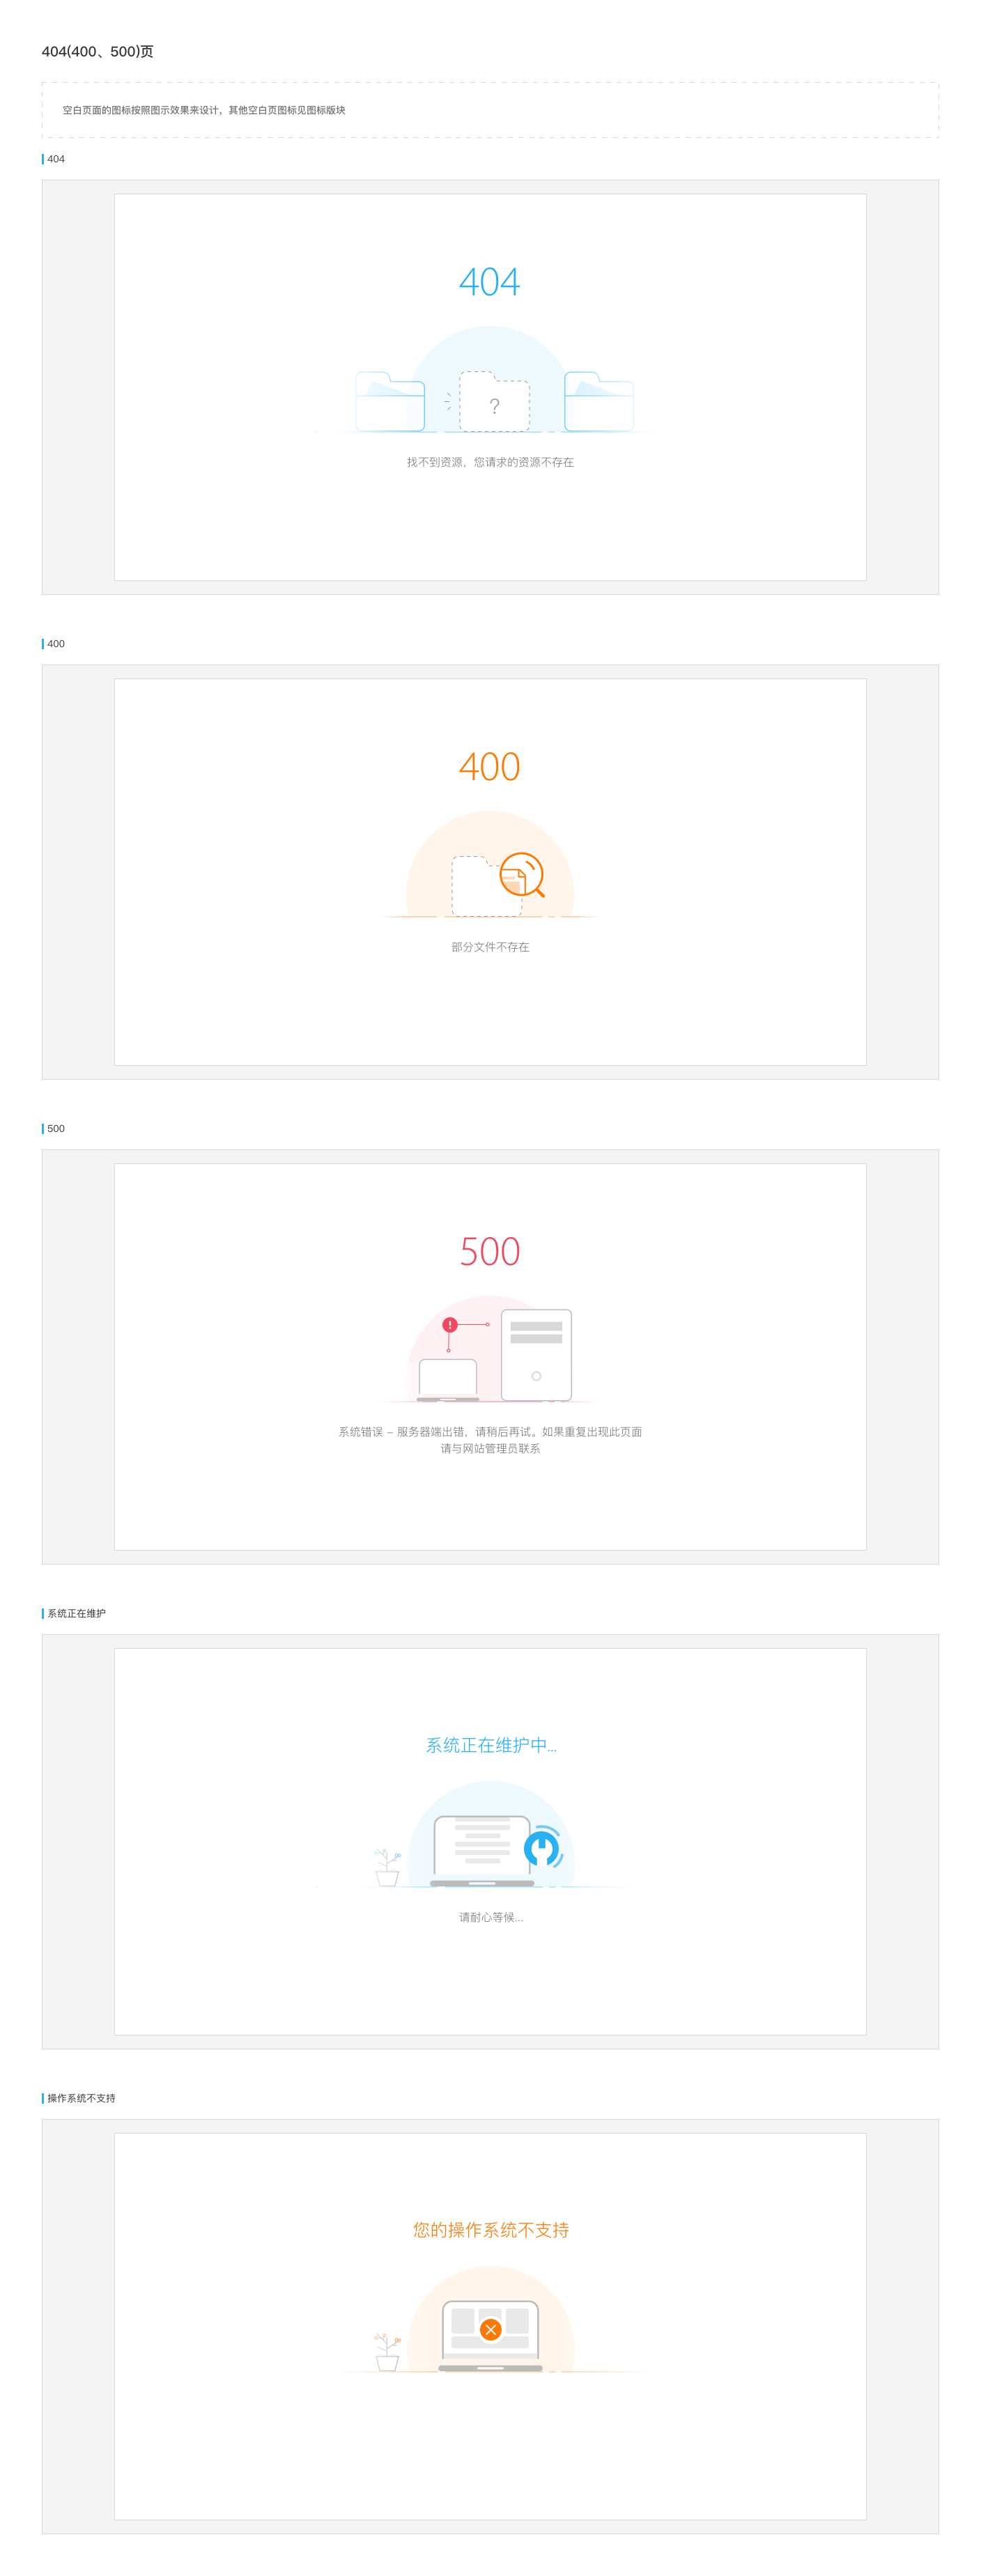 404(400、500)页
空白页面的图标按照图示效果来设计，其他空白页图标见图标版块
404
404
?
找不到资源，您请求的资源不存在
400
400
部分文件不存在
500
500
系统错误 – 服务器端出错，请稍后再试。如果重复出现此页面
请与网站管理员联系
系统正在维护
系统正在维护中...
请耐心等候...
操作系统不支持
您的操作系统不支持